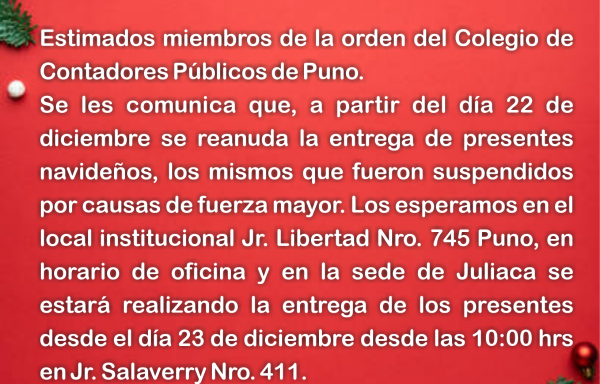 Estimados miembros de la orden del Colegio de
Contadores Públicos de Puno.
Se les comunica que, a partir del día 22 de
diciembre se reanuda la entrega de presentes
navideños, los mismos que fueron suspendidos
por causas de fuerza mayor. Los esperamos en el
local institucional Jr. Libertad Nro. 745 Puno, en
horario de oficina y en la sede de Juliaca se
estará realizando la entrega de los presentes
desde el día 23 de diciembre desde las 10:00 hrs
en Jr. Salaverry Nro. 411.